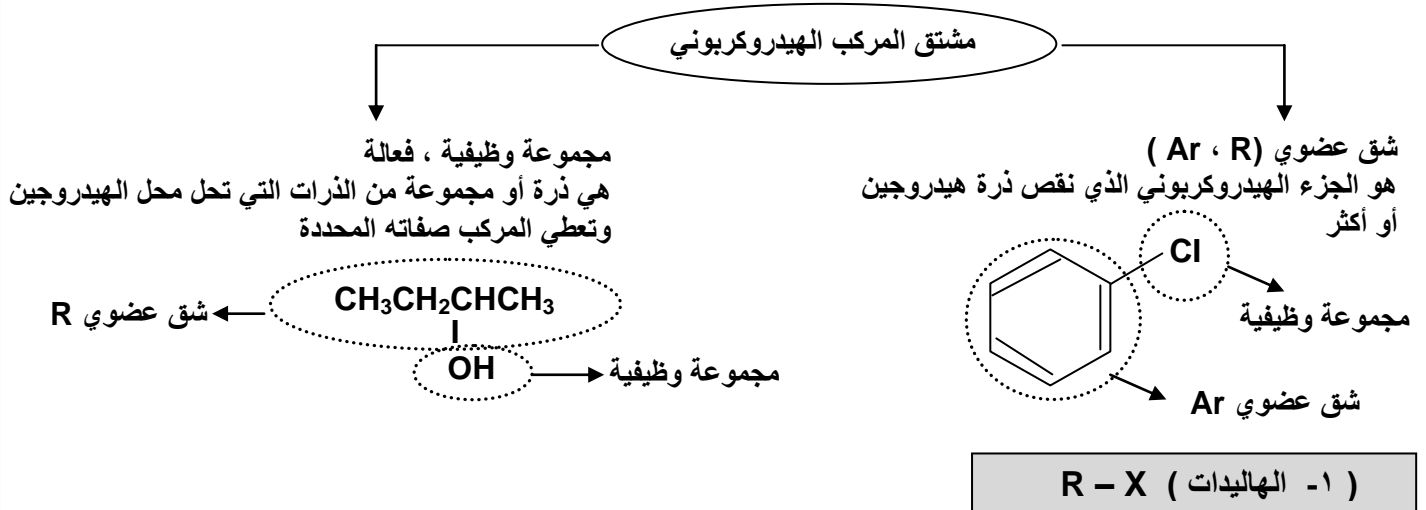 مشتق المركب الهيدروكربوني
شق عضوي (Ar ، R )
هو الجزء الهيدروكربوني الذي نقص ذرة هيدروجين
أو أكثر
Cl
مجموعة وظيفية
شق عضوي Ar
مجموعة وظيفية ، فعالة
هي ذرة أو مجموعة من الذرات التي تحل محل الهيدروجين
وتعطي المركب صفاته المحددة
CH₃CH₂CHCH₃
شق عضوي R
OH
مجموعة وظيفية
( ١- الهاليدات ) R – X